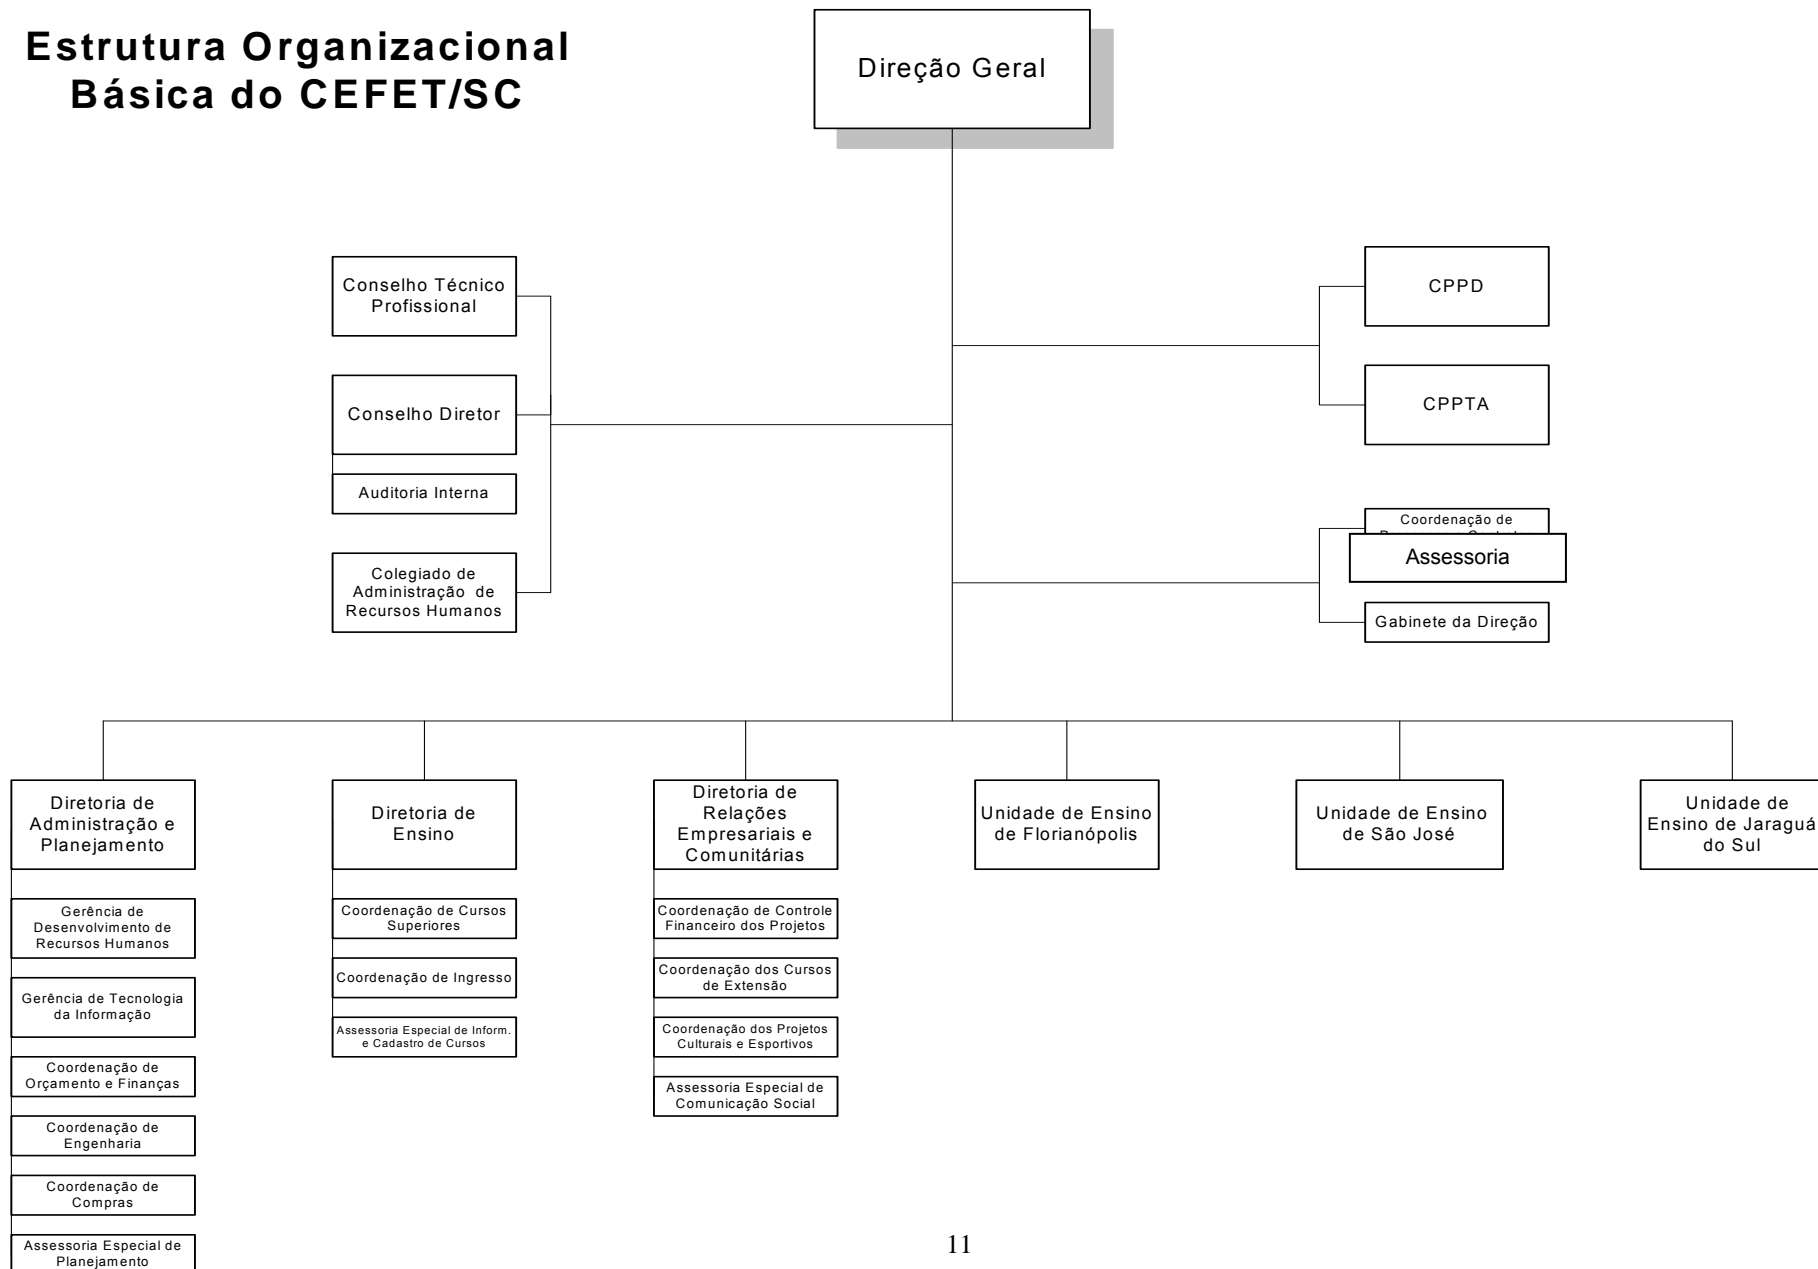 Estrutura Organizacional
Básica do CEFET/SC
Direção Geral
Conselho Técnico
Profissional
Conselho Diretor
Auditoria Interna
Colegiado de
Administração de
Recursos Humanos
CPPD
CPPTA
Coordenação de
Assessoria
Gabinete da Direção
Diretoria de
Administração e
Planejamento
Gerência de
Desenvolvimento de
Recursos Humanos
Gerência de Tecnologia
da Informação
Coordenação de
Orçamento e Finanças
Coordenação de
Engenharia
Coordenação de
Compras
Assessoria Especial de
Planejamento
Diretoria de
Ensino
Coordenação de Cursos
Superiores
Coordenação de Ingresso
Assessoria Especial de Inform.
e Cadastro de Cursos
Diretoria de
Relações
Empresariais e
Comunitárias
Coordenação de Controle
Financeiro dos Projetos
Coordenação dos Cursos
de Extensão
Coordenação dos Projetos
Culturais e Esportivos
Assessoria Especial de
Comunicação Social
Unidade de Ensino
de Florianópolis
Unidade de Ensino
de São José
Unidade de
Ensino de Jaraguá
do Sul
11